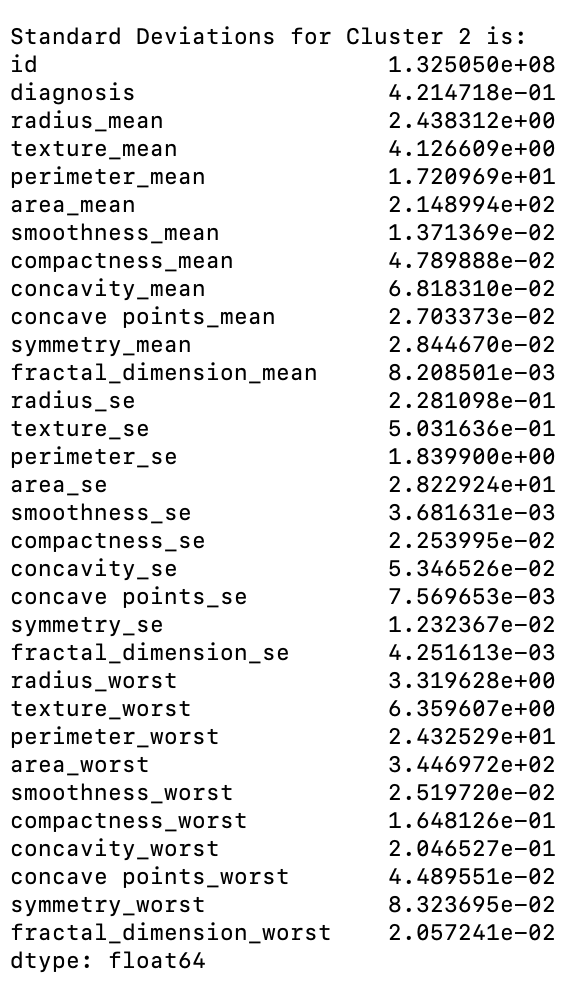 Standard Deviations for Cluster 2 is:
id 1.325050e+08
diagnosis 4.214718e-01
radius_mean 2.438312e+00
texture_mean 4.126609e+00
perimeter_mean 1.720969e+01
area_mean 2.148994e+02
smoothness_mean 1.371369e-02
compactness_mean 4.789888e-02
concavity_mean 6.818310e-02
concave points_mean 2.703373e-02
symmetry_mean 2.844670e-02
fractal_dimension_mean 8.208501e-03
radius_se 2.281098e-01
texture_se 5.031636e-01
perimeter_se 1.839900e+00
area_se 2.822924e+01
smoothness_se 3.681631e-03
compactness_se 2.253995e-02
concavity_se 5.346526e-02
concave points_se 7.569653e-03
symmetry_se 1.232367e-02
fractal_dimension_se 4.251613e-03
radius_worst 3.319628e+00
texture_worst 6.359607e+00
perimeter_worst 2.432529e+01
area_worst 3.446972e+02
smoothness_worst 2.519720e-02
compactness_worst 1.648126e-01
concavity_worst 2.046527e-01
concave points_worst 4.489551e-02
symmetry_worst 8.323695e-02
fractal_dimension_worst 2.057241e-02
dtype: float64